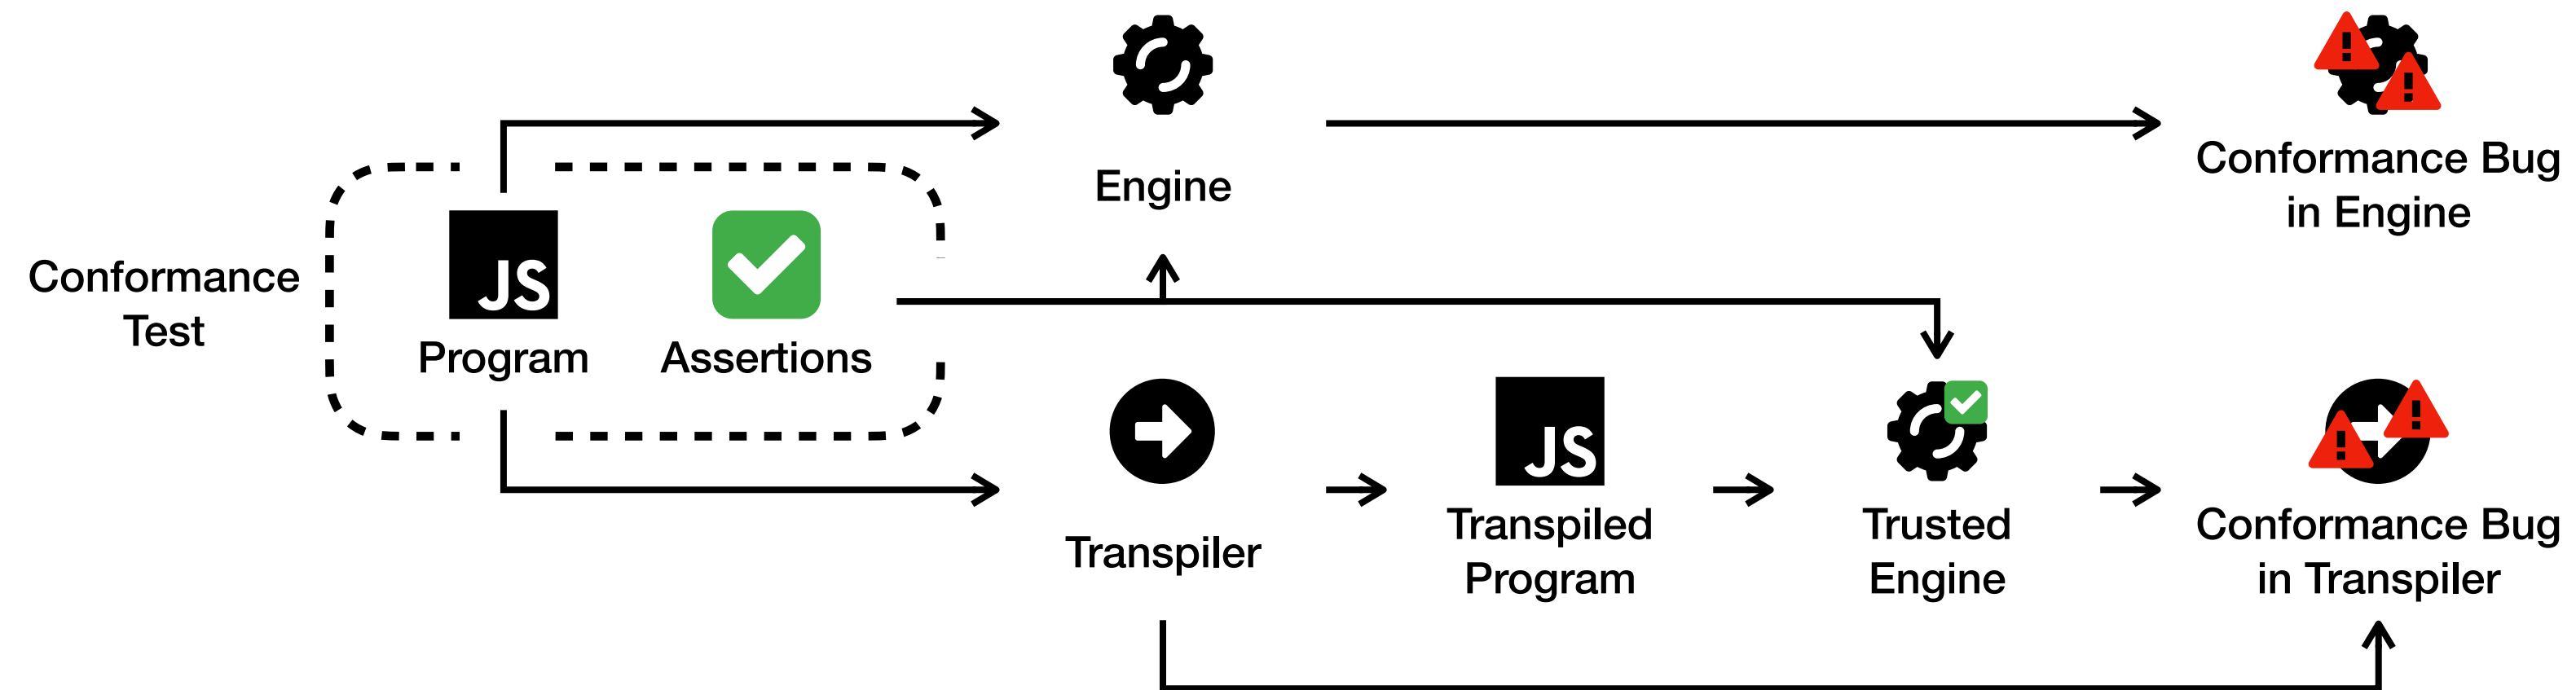 Conformance
Test
JS
Program
Assertions
Engine
Conformance Bug
in Engine
Transpiler
JS
Transpiled
Program
Trusted
Engine
Conformance Bug
in Transpiler